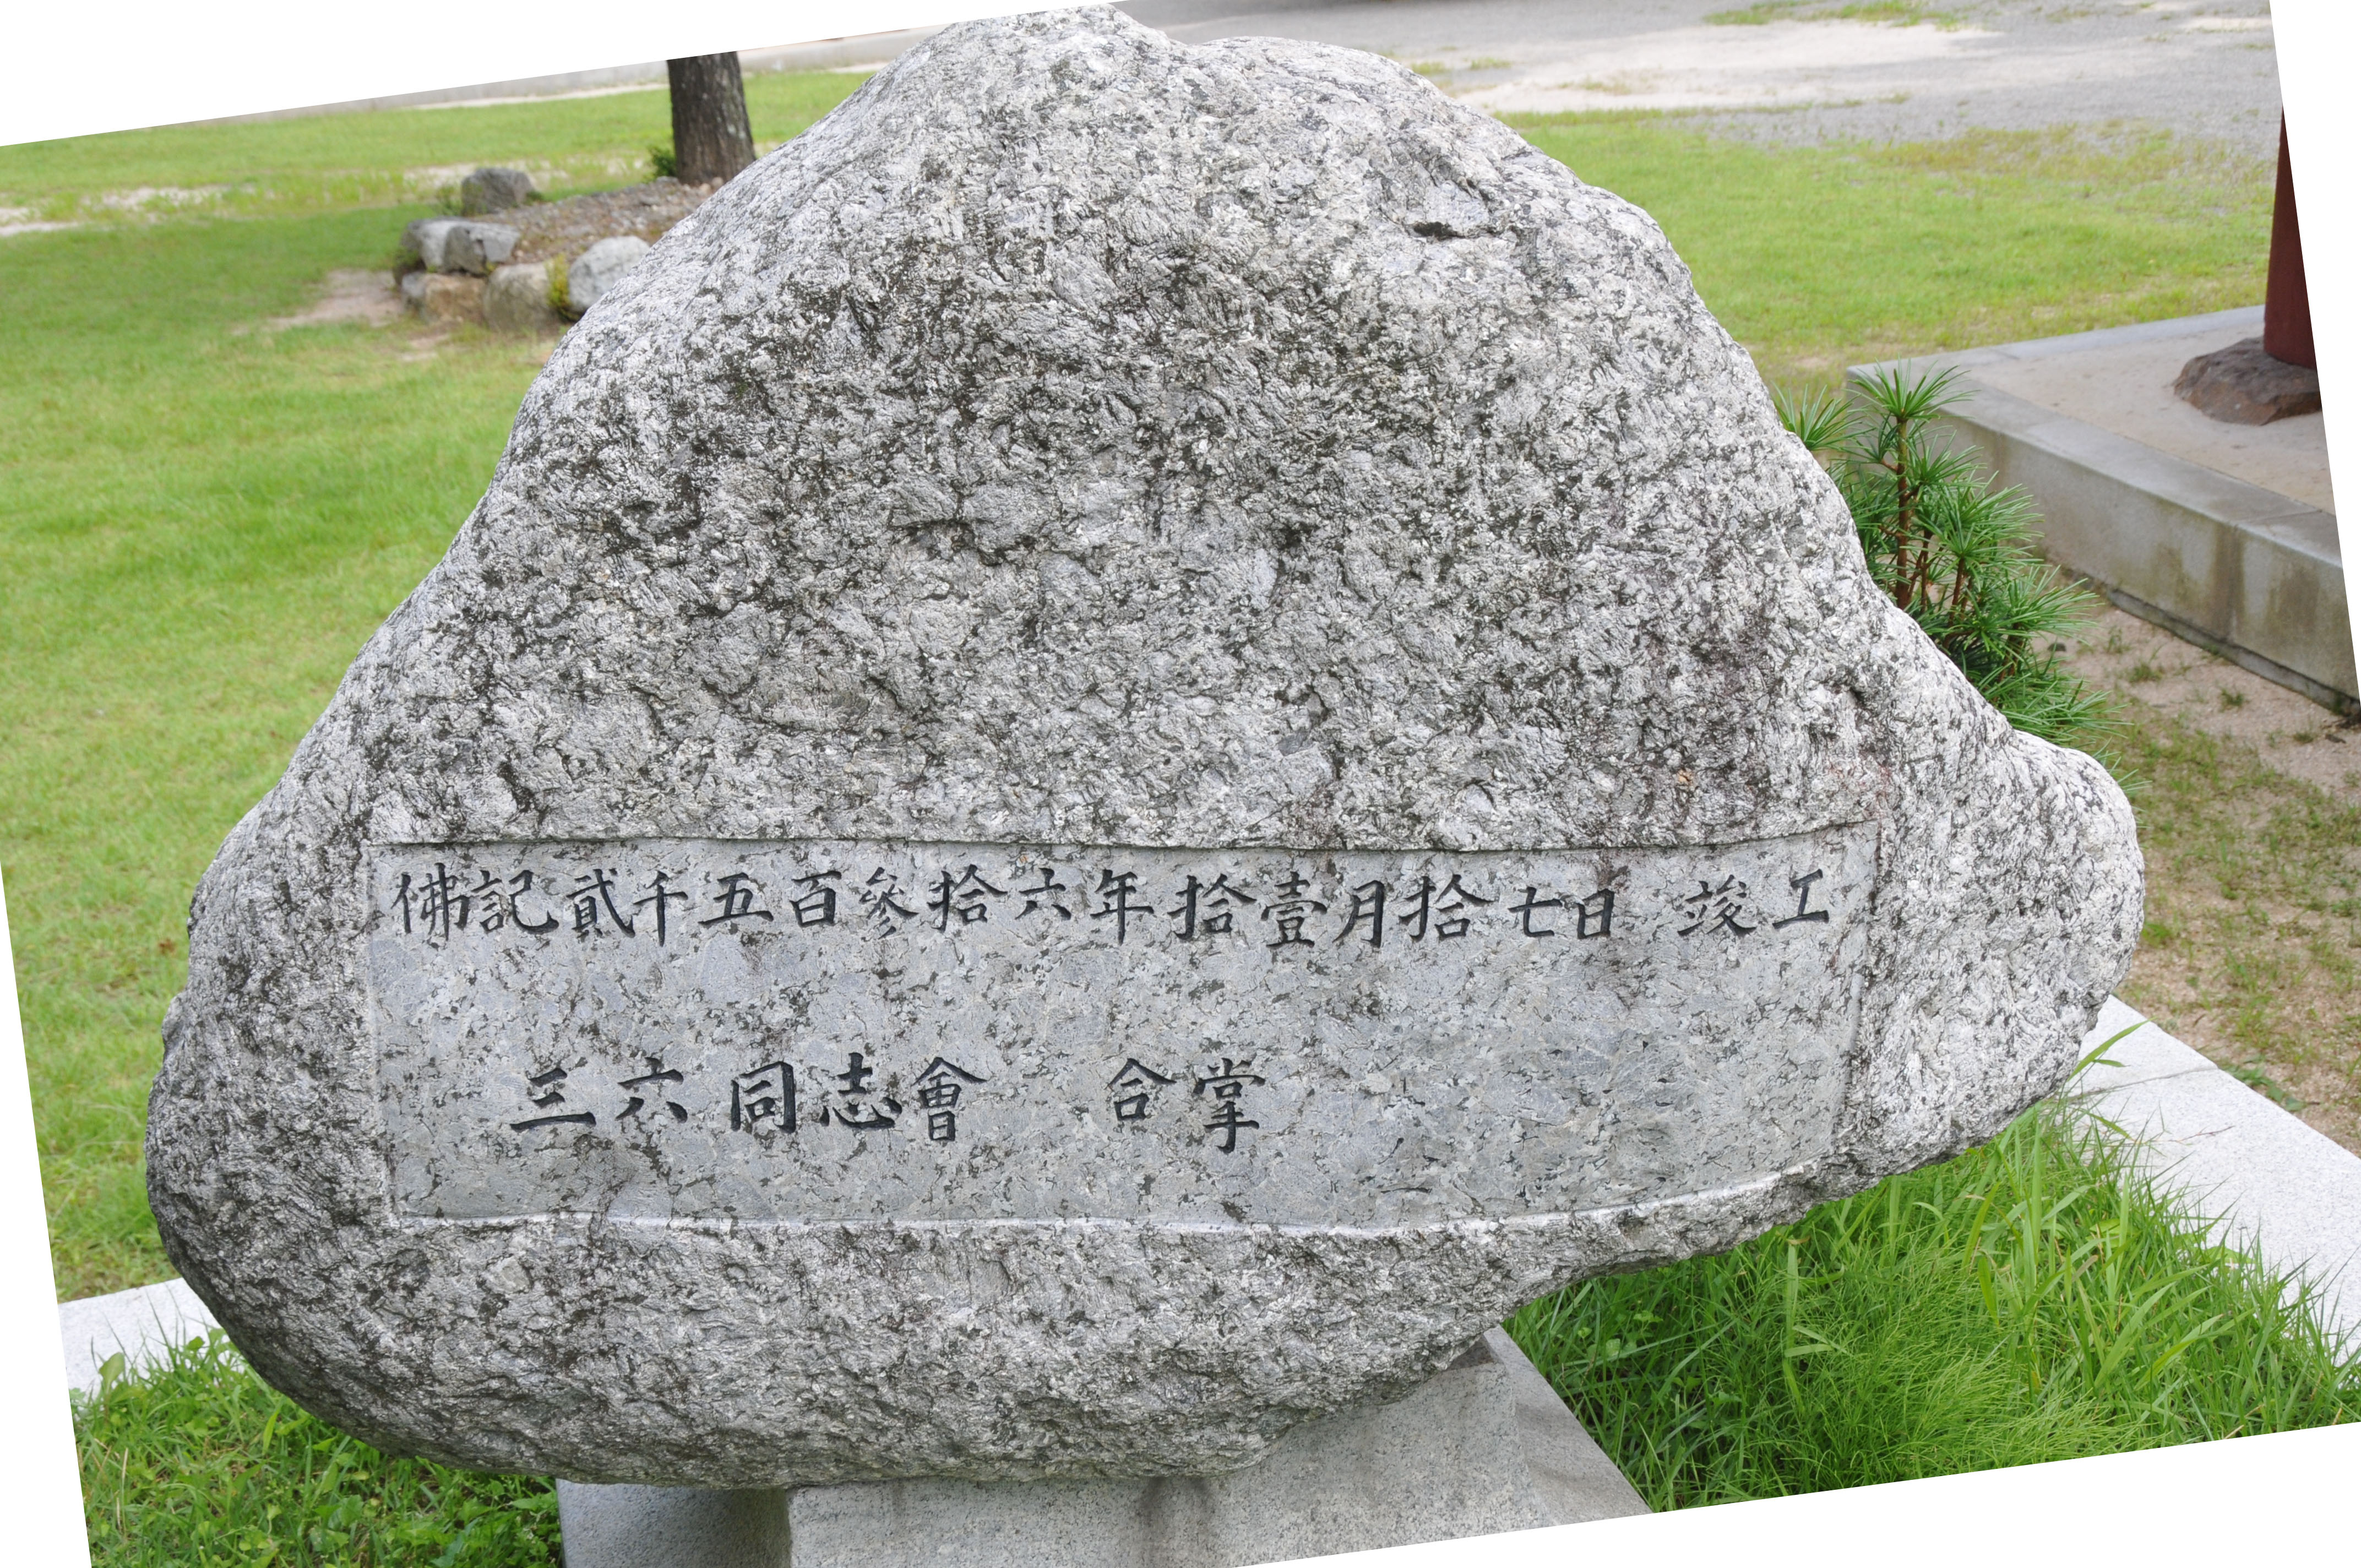 佛記貳千五百參拾六年拾壹月拾七日 竣工
三六同志會 合掌